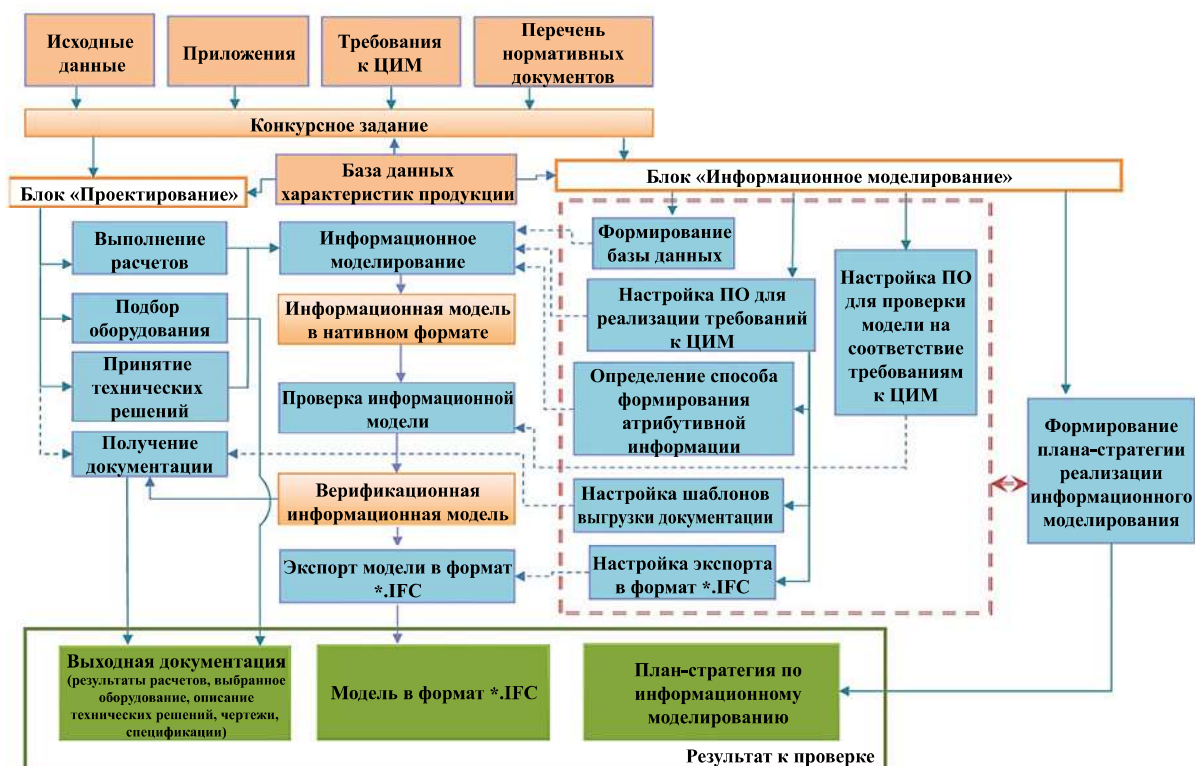 Исходные
данные
Приложения
Требования
к ЦИМ
Перечень
нормативных
документов
Конкурсное задание
База данных
характеристик продукции
Блок «Проектирование»
Блок «Информационное моделирование»
Выполнение
расчетов
Подбор
оборудования
Принятие
технических
решений
Получение
документации
Информационное
моделирование
Информационная модель
в нативном формате
Проверка информационной
модели
Верификационная
информационная модель
Экспорт модели в формат
*.IFC
Формирование
базы данных
Настройка ПО для
реализации требований
к ЦИМ
Определение способа
формирования
атрибутивной
информации
Настройка шаблонов
выгрузки документации
Настройка экспорта
в формат *.IFC
Настройка ПО
для проверки
модели на
соответствие
требованиям
к ЦИМ
Формирование
плана-стратегии
реализации
информационного
моделирования
Выходная документация
(результаты расчетов, выбранное
оборудование, описание
технических решений, чертежи,
спецификации)
Модель в формат *.IFC
План-стратегия по
информационному
моделированию
Результат к проверке